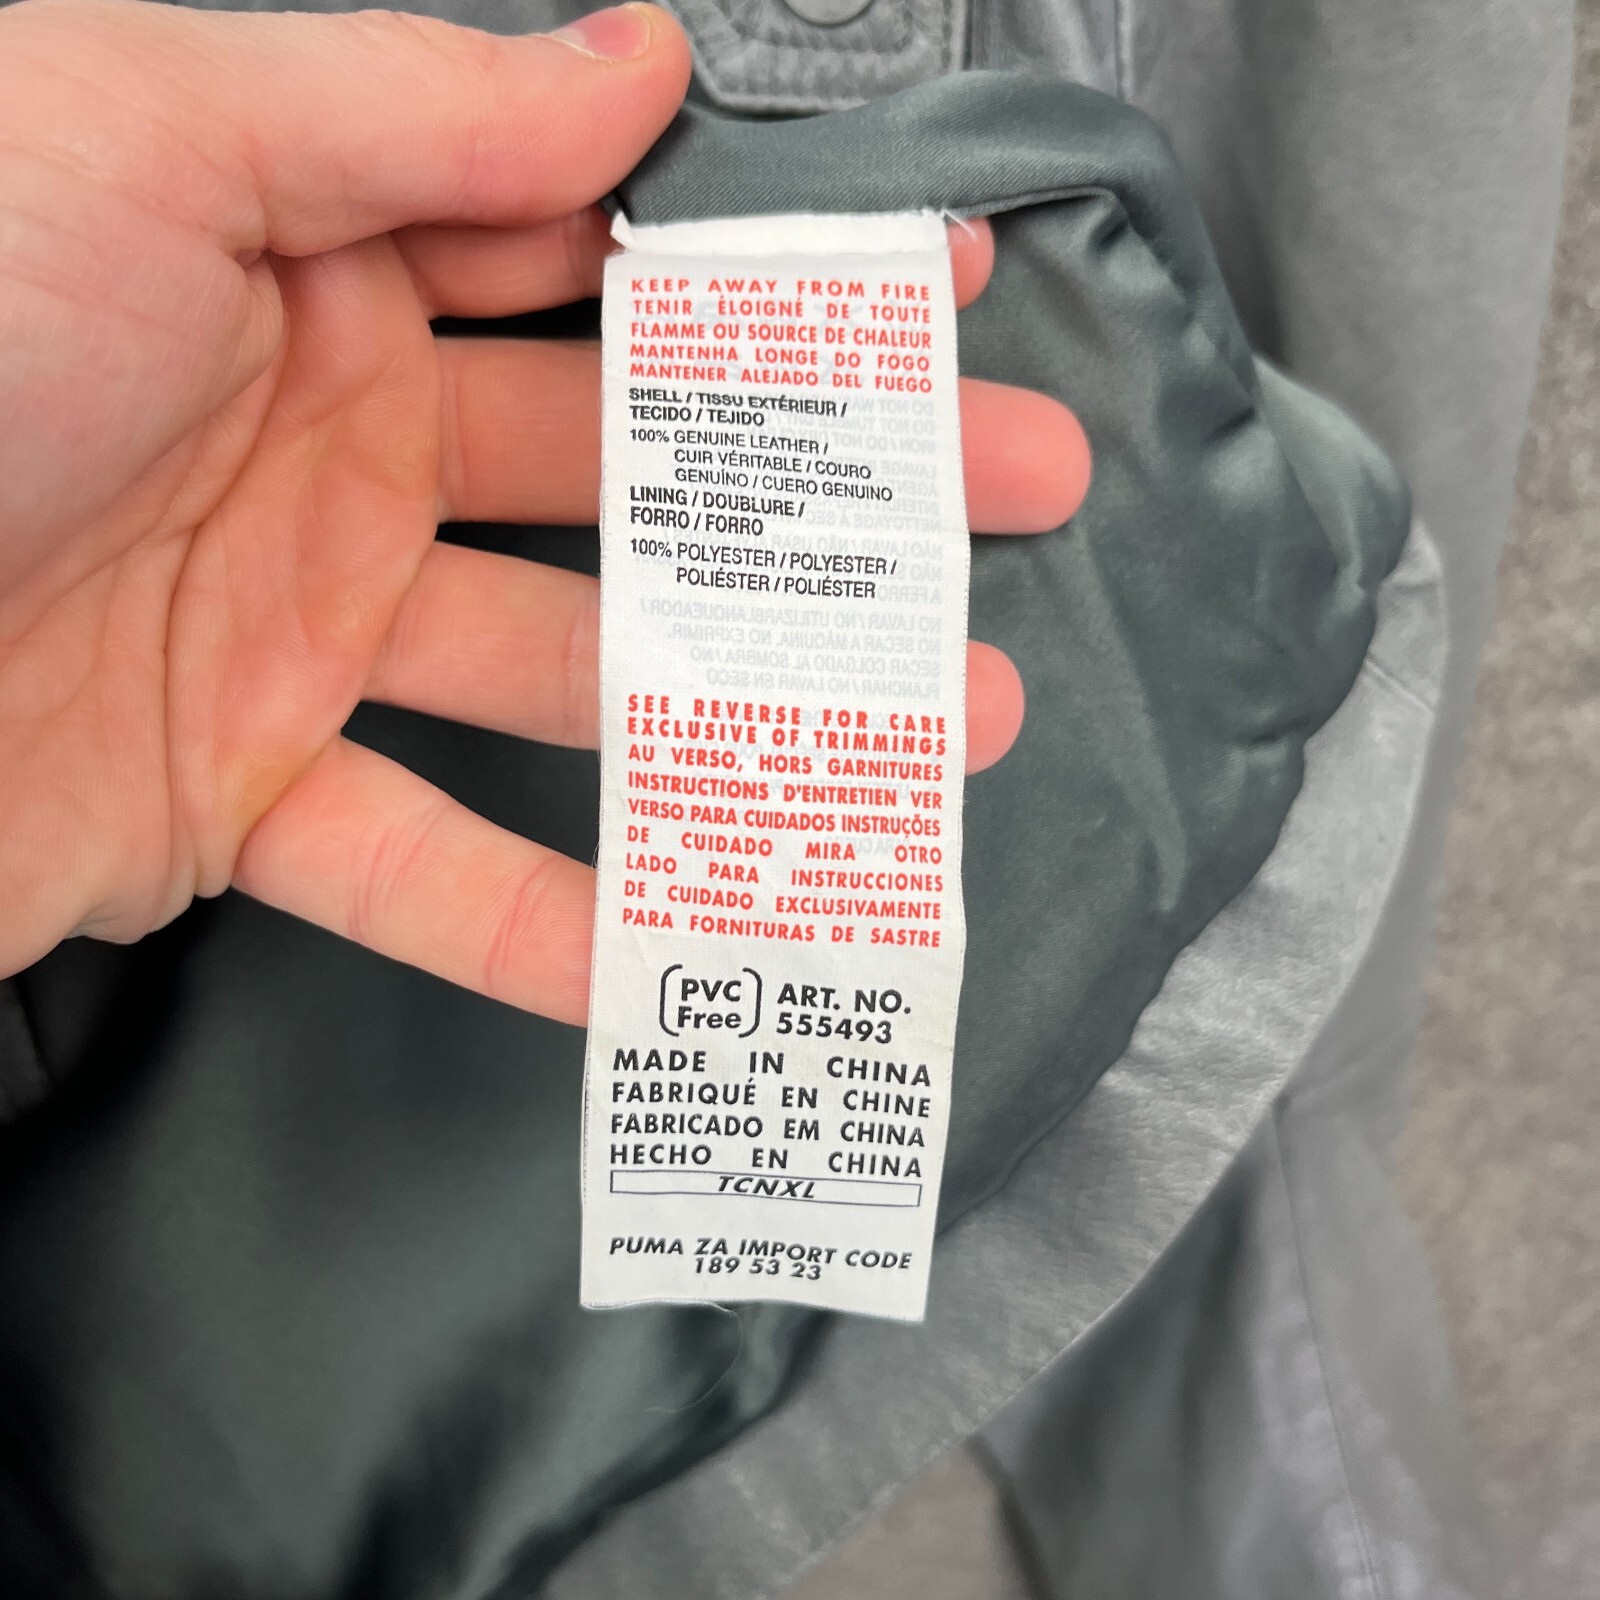 KEEP AWAY FROM FIRE
TENIR ÉLOIGNÉ DE TOUTE
FLAMME OU SOURCE DE CHALEUR
MANTENHA LONGE DO FOGO
MANTENER ALEJADO DEL FUEGO
SHELL / TISSU EXTÉRIEUR /
TECIDO / TEJIDO
100% GENUINE LEATHER /
CUIR VÉRITABLE / COURO
GENUÍNO / CUERO GENUINO
LINING / DOUBLURE /
FORRO / FORRO
100% POLYESTER / POLYESTER /
POLIÉSTER / POLIÉSTER
SEE REVERSE FOR CARE
EXCLUSIVE OF TRIMMINGS
AU VERSO, HORS GARNITURES
INSTRUCTIONS D'ENTRETIEN VER
VERSO PARA CUIDADOS INSTRUÇÕES
DE CUIDADO MIRA OTRO
LADO PARA INSTRUCCIONES
DE CUIDADO EXCLUSIVAMENTE
PARA FORNITURAS DE SASTRE
PVC
Free
ART. NO.
555493
MADE IN CHINA
FABRIQUÉ EN CHINE
FABRICADO EM CHINA
HECHO EN CHINA
TCNXL
PUMA ZA IMPORT CODE
189 53 23